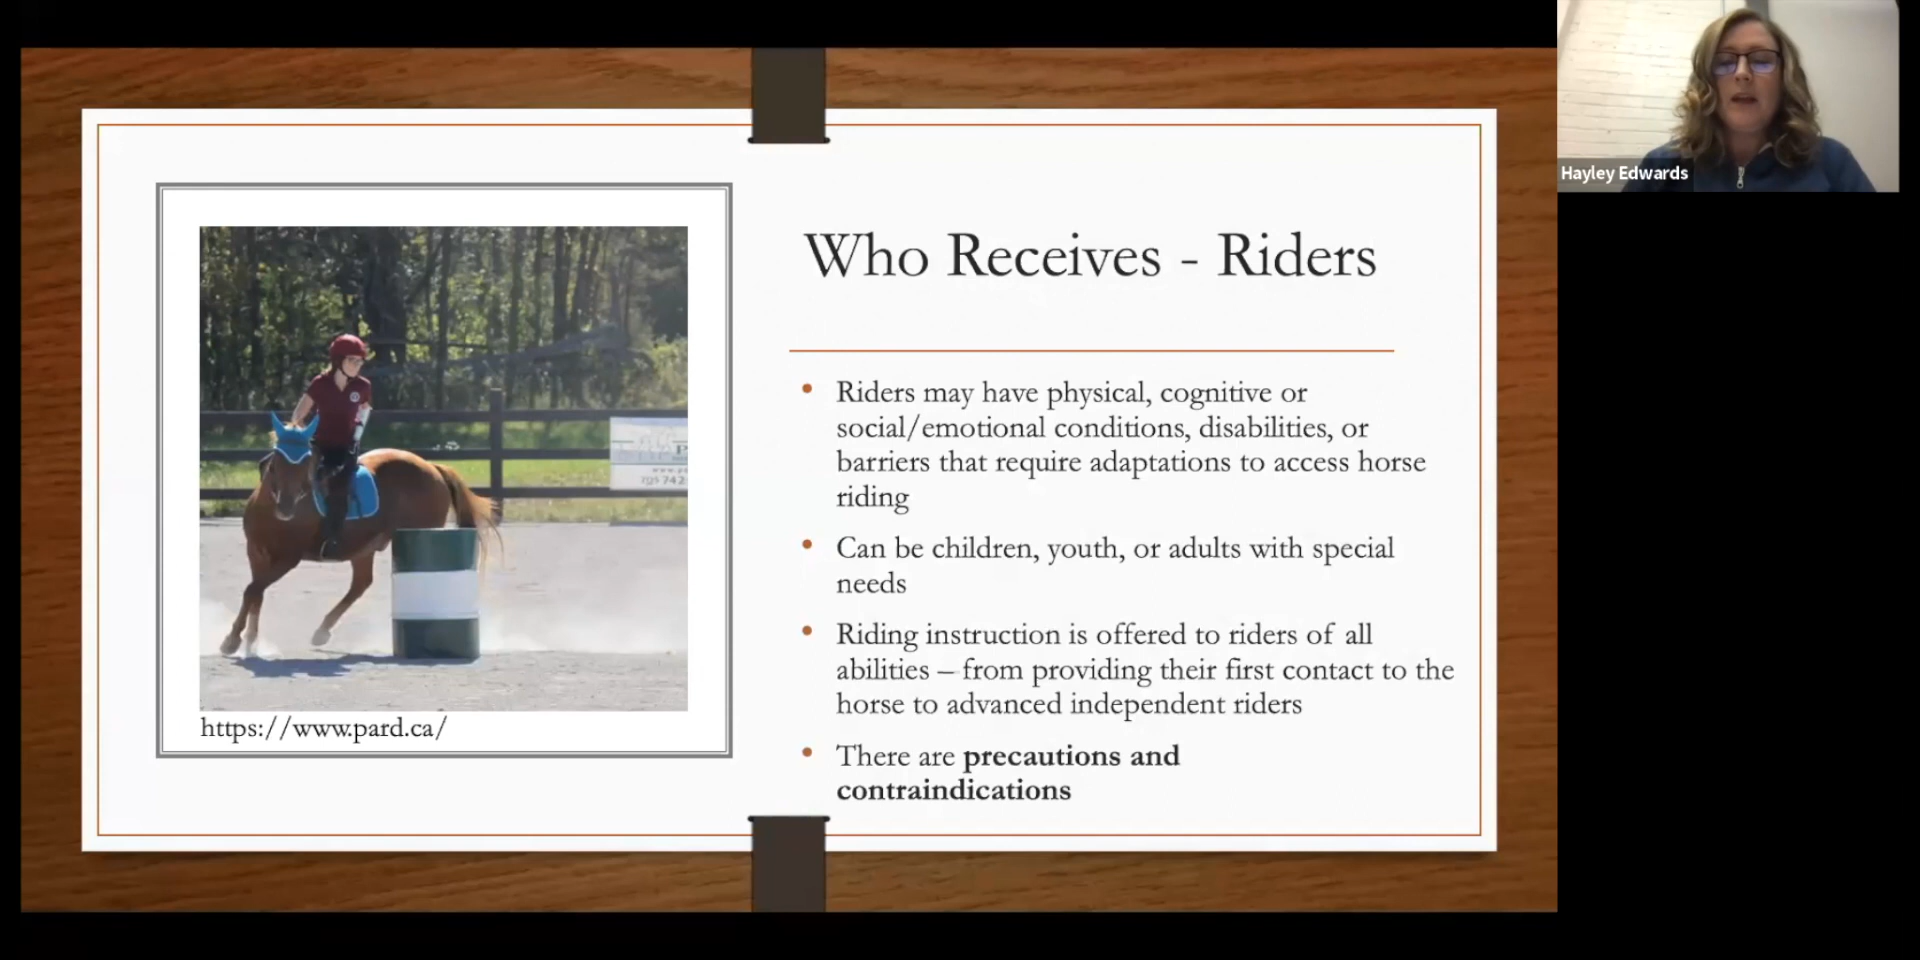 Hayley Edwards
Who Receives - Riders
• Riders may have physical, cognitive or
social/emotional conditions, disabilities, or
barriers that require adaptations to access horse
riding
• Can be children, youth, or adults with special
needs
• Riding instruction is offered to riders of all
abilities – from providing their first contact to the
horse to advanced independent riders
• There are precautions and
contraindications
https://www.pard.ca/